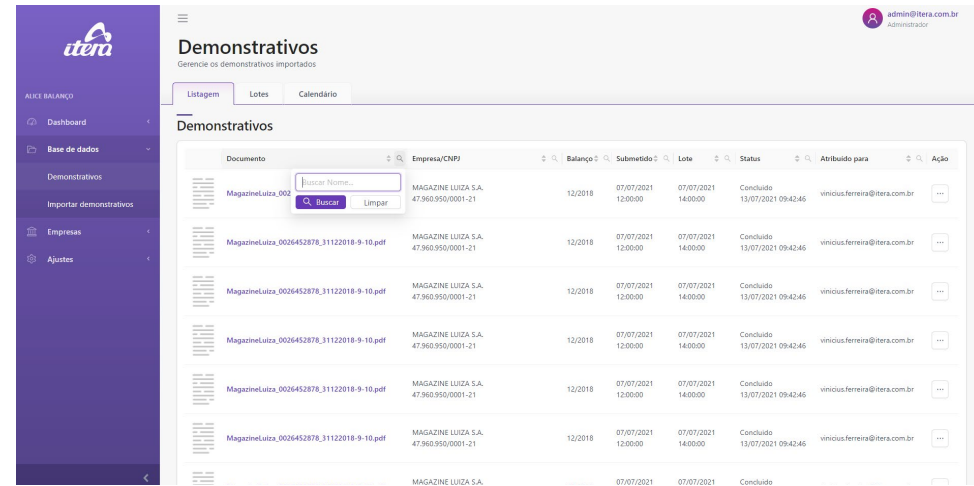 itera
admin@itera.com.br
Administrador
Demonstrativos
Gerencie os demonstrativos importados
Listagem Lotes Calendário
ALICE BALANÇO
Dashboard
Base de dados
Demonstrativos
Importar demonstrativos
Empresas
Ajustes
Demonstrativos
Documento Empresa/CNPJ Balanço Submetido Lote Status Atribuído para Ação
Buscar Nome...
Buscar Limpar
MagazineLuiza_002 MAGAZINE LUIZA S.A. 12/2018 07/07/2021 07/07/2021 Concluido vinicius.ferreira@itera.com.br ...
47.960.950/0001-21 12:00:00 14:00:00 13/07/2021 09:42:46
MagazineLuiza_0026452878_31122018-9-10.pdf MAGAZINE LUIZA S.A. 12/2018 07/07/2021 07/07/2021 Concluido vinicius.ferreira@itera.com.br ...
47.960.950/0001-21 12:00:00 14:00:00 13/07/2021 09:42:46
MagazineLuiza_0026452878_31122018-9-10.pdf MAGAZINE LUIZA S.A. 12/2018 07/07/2021 07/07/2021 Concluido vinicius.ferreira@itera.com.br ...
47.960.950/0001-21 12:00:00 14:00:00 13/07/2021 09:42:46
MagazineLuiza_0026452878_31122018-9-10.pdf MAGAZINE LUIZA S.A. 12/2018 07/07/2021 07/07/2021 Concluido vinicius.ferreira@itera.com.br ...
47.960.950/0001-21 12:00:00 14:00:00 13/07/2021 09:42:46
MagazineLuiza_0026452878_31122018-9-10.pdf MAGAZINE LUIZA S.A. 12/2018 07/07/2021 07/07/2021 Concluido vinicius.ferreira@itera.com.br ...
47.960.950/0001-21 12:00:00 14:00:00 13/07/2021 09:42:46
MagazineLuiza_0026452878_31122018-9-10.pdf MAGAZINE LUIZA S.A. 12/2018 07/07/2021 07/07/2021 Concluido vinicius.ferreira@itera.com.br ...
47.960.950/0001-21 12:00:00 14:00:00 13/07/2021 09:42:46
MAGAZINE LUIZA S.A. 07/07/2021 07/07/2021 Concluido